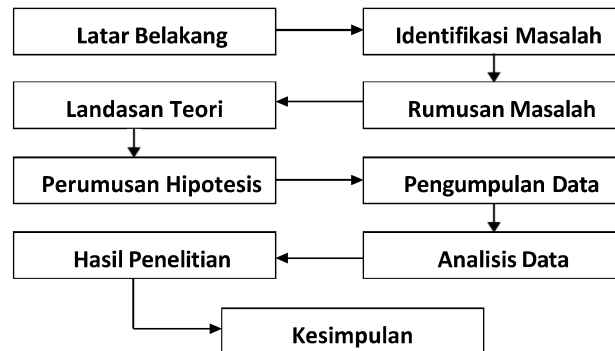 Latar Belakang
Identifikasi Masalah
Rumusan Masalah
Landasan Teori
Perumusan Hipotesis
Pengumpulan Data
Analisis Data
Hasil Penelitian
Kesimpulan